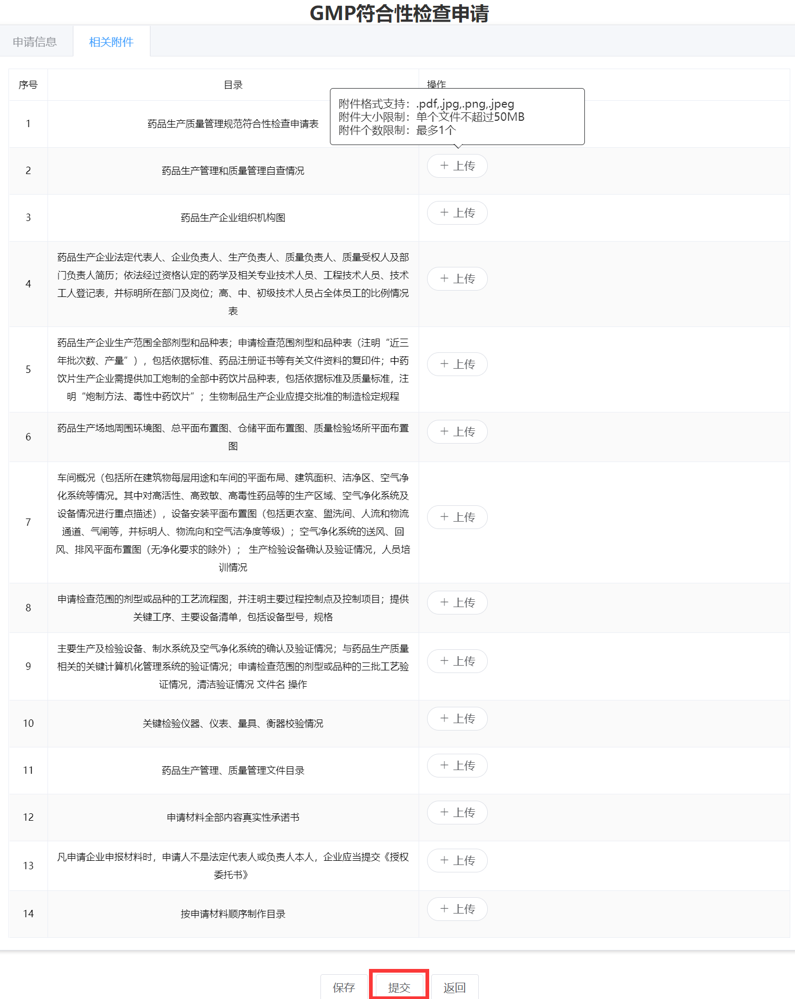 GMP符合性检查申请
申请信息
相关附件
序号
目录
操作
附件格式支持：.pdf,.jpg,.png,.jpeg
附件大小限制：单个文件不超过50MB
附件个数限制：最多1个
1
药品生产质量管理规范符合性检查申请表
2
药品生产管理和质量管理自查情况
+ 上传
3
药品生产企业组织机构图
+ 上传
4
药品生产企业法定代表人、企业负责人、生产负责人、质量负责人、质量受权人及部
门负责人简历；依法经过资格认定的药学及相关专业技术人员、工程技术人员、技术
工人登记表，并标明所在部门及岗位；高、中、初级技术人员占全体员工的比例情况
表
+ 上传
5
药品生产企业生产范围全部剂型和品种表；申请检查范围剂型和品种表（注明“近三
年批次数、产量”），包括依据标准、药品注册证书等有关文件资料的复印件；中药
饮片生产企业需提供加工炮制的全部中药饮片品种表，包括依据标准及质量标准，注
明“炮制方法、毒性中药饮片”；生物制品生产企业应提交批准的制造检定规程
+ 上传
6
药品生产场地周围环境图、总平面布置图、仓储平面布置图、质量检验场所平面布置
图
+ 上传
7
车间概况（包括所在建筑物每层用途和车间的平面布局、建筑面积、洁净区、空气净
化系统等情况。其中对高活性、高致敏、高毒性药品等的生产区域、空气净化系统及
设备情况进行重点描述），设备安装平面布置图（包括更衣室、盥洗间、人流和物流
通道、气闸等，并标明人、物流向和空气洁净度等级）；空气净化系统的送风、回
风、排风平面布置图（无净化要求的除外）； 生产检验设备确认及验证情况，人员培
训情况
+ 上传
8
申请检查范围的剂型或品种的工艺流程图，并注明主要过程控制点及控制项目；提供
关键工序、主要设备清单，包括设备型号，规格
+ 上传
9
主要生产及检验设备、制水系统及空气净化系统的确认及验证情况；与药品生产质量
相关的关键计算机化管理系统的验证情况；申请检查范围的剂型或品种的三批工艺验
证情况，清洁验证情况 文件名 操作
+ 上传
10
关键检验仪器、仪表、量具、衡器校验情况
+ 上传
11
药品生产管理、质量管理文件目录
+ 上传
12
申请材料全部内容真实性承诺书
+ 上传
13
凡申请企业申报材料时，申请人不是法定代表人或负责人本人，企业应当提交《授权
委托书》
+ 上传
14
按申请材料顺序制作目录
+ 上传
保存
提交
返回